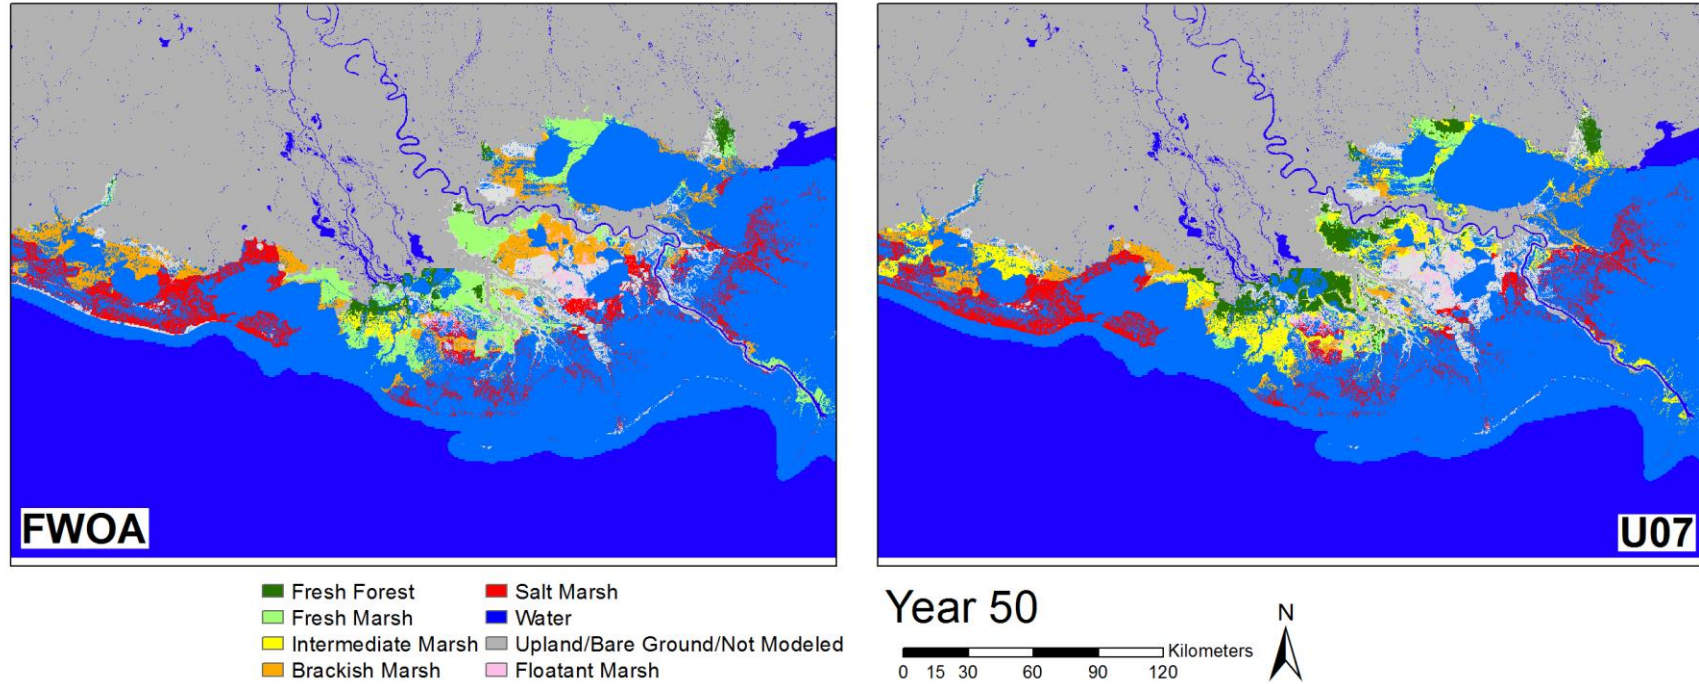 FWOA
U07
Fresh Forest
Fresh Marsh
Intermediate Marsh
Brackish Marsh
Salt Marsh
Water
Upland/Bare Ground/Not Modeled
Floatant Marsh
Year 50
Kilometers
0 15 30 60 90 120
N